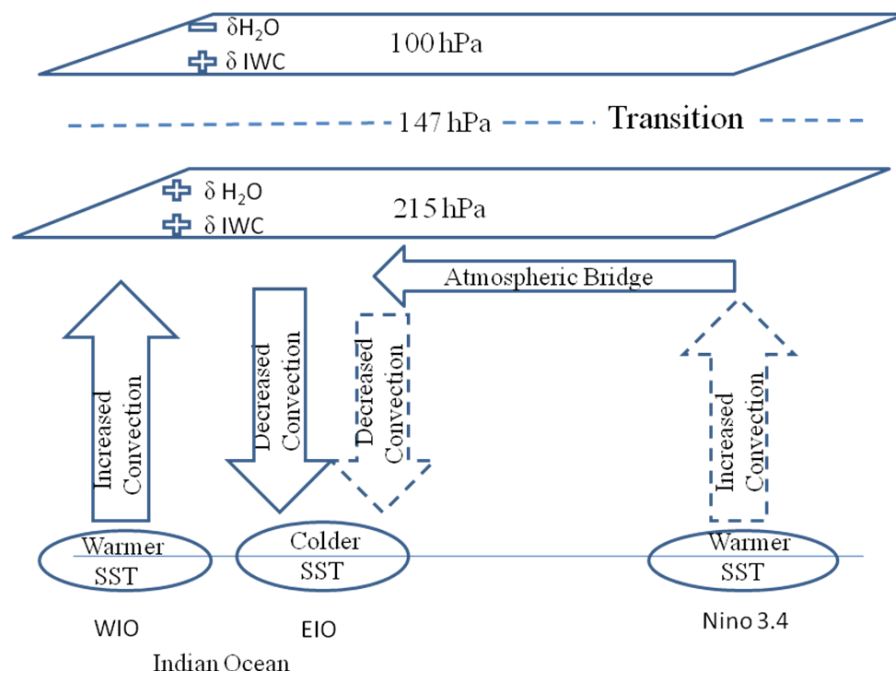 δH₂O
δ IWC
100 hPa
147 hPa
Transition
δ H₂O
δ IWC
215 hPa
Atmospheric Bridge
Increased
Convection
Decreased
Convection
Decreased
Convection
Increased
Convection
Warmer
SST
Colder
SST
Warmer
SST
WIO
EIO
Nino 3.4
Indian Ocean